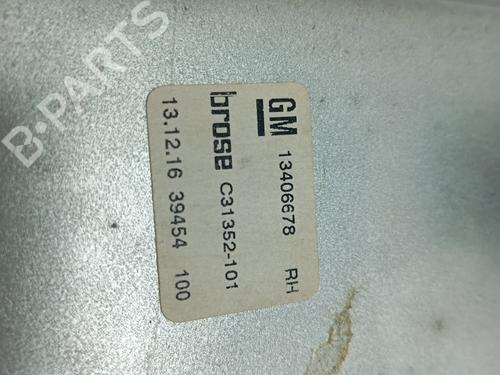 GM 13406678 RH
brose C31352-101
13.12.16 39454 100
B-PARTS